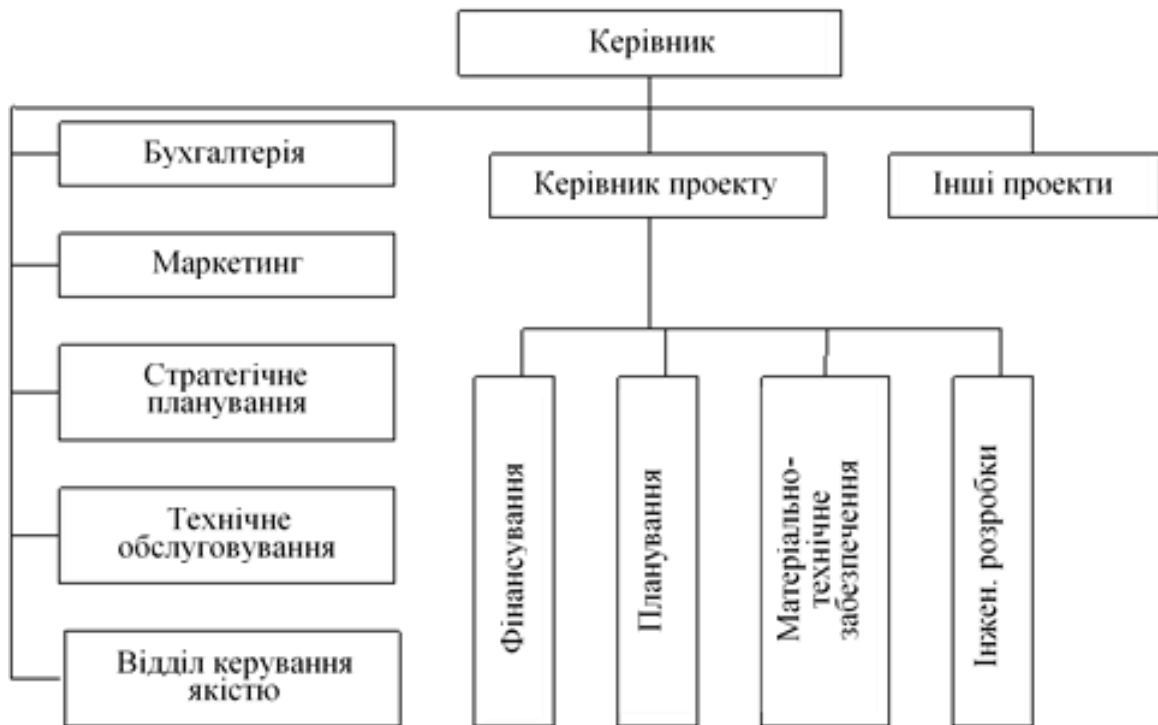 Керівник
Бухгалтерія
Керівник проекту
Інші проекти
Маркетинг
Стратегічне
планування
Технічне
обслуговування
Відділ керування
якістю
Фінансування
Планування
Матеріально-
технічне
забезпечення
Інжен. розробки